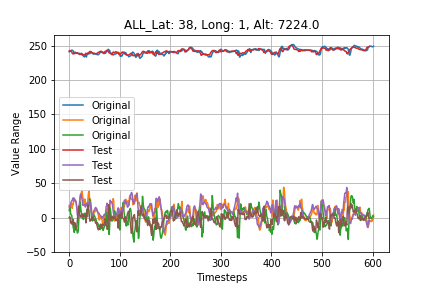 ALL_Lat: 38, Long: 1, Alt: 7224.0
250
200
150
100
50
0
−50
Value Range
Original
Original
Original
Test
Test
Test
0 100 200 300 400 500 600
Timesteps